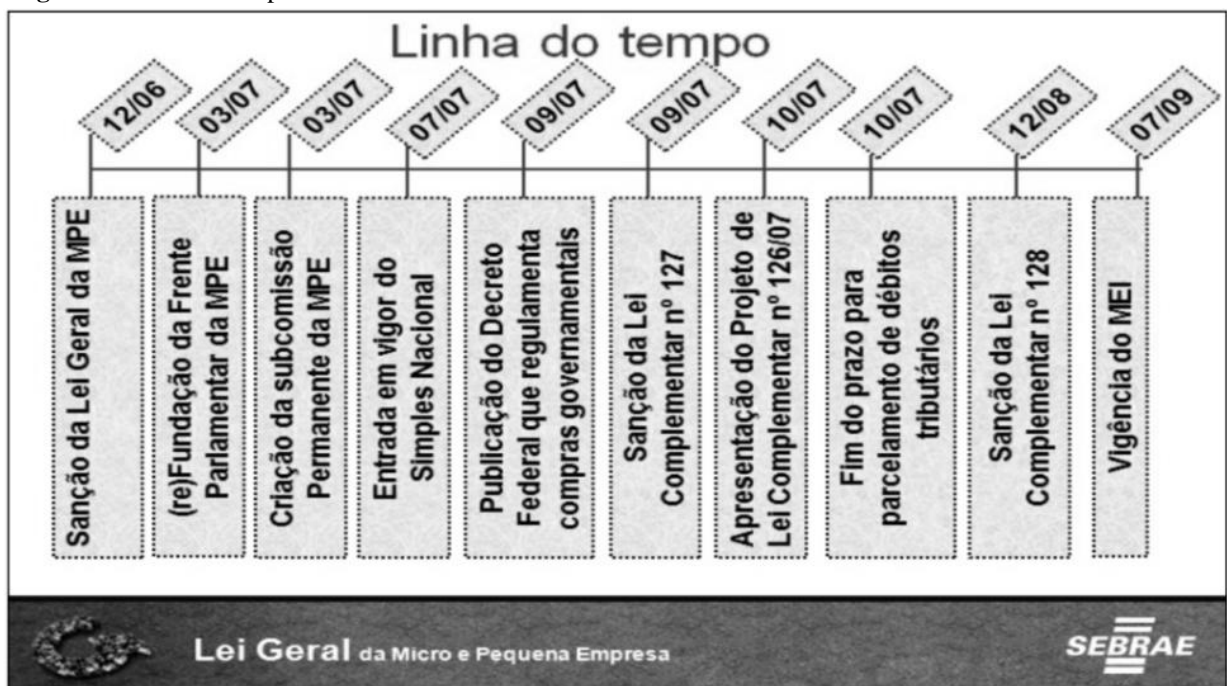 Linha do tempo
12/06
03/07
03/07
07/07
09/07
09/07
10/07
10/07
12/08
07/09
Sanção da Lei Geral da MPE
(re)Fundação da Frente
Parlamentar da MPE
Criação da subcomissão
Permanente da MPE
Entrada em vigor do
Simples Nacional
Publicação do Decreto
Federal que regulamenta
compras governamentais
Sanção da Lei
Complementar nº 127
Apresentação do Projeto de
Lei Complementar nº 126/07
Fim do prazo para
parcelamento de débitos
tributários
Sanção da Lei
Complementar nº 128
Vigência do MEI
Lei Geral da Micro e Pequena Empresa
SEBRAE